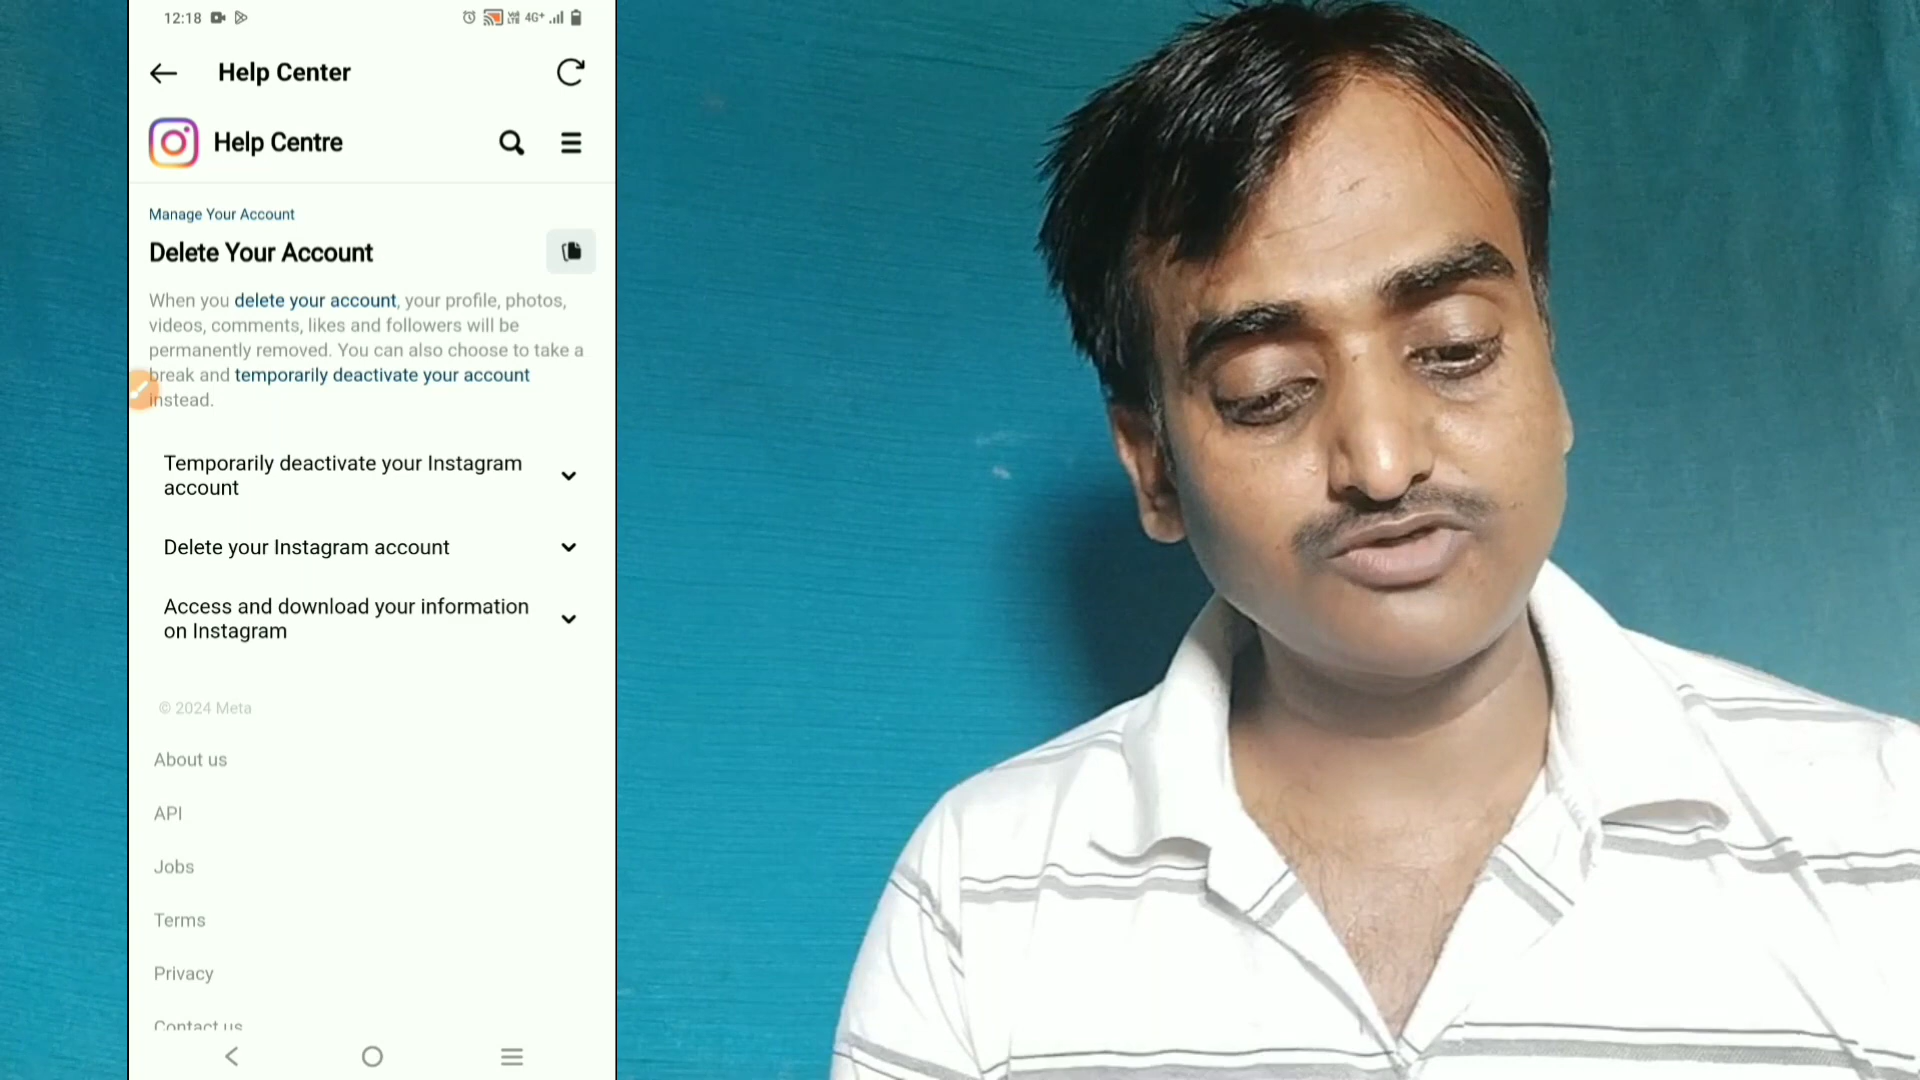 12:18
4G+
Help Center
Help Centre
Manage Your Account
Delete Your Account
When you delete your account, your profile, photos,
videos, comments, likes and followers will be
permanently removed. You can also choose to take a
break and temporarily deactivate your account
instead.
Temporarily deactivate your Instagram
account
Delete your Instagram account
Access and download your information
on Instagram
© 2024 Meta
About us
API
Jobs
Terms
Privacy
Contact us